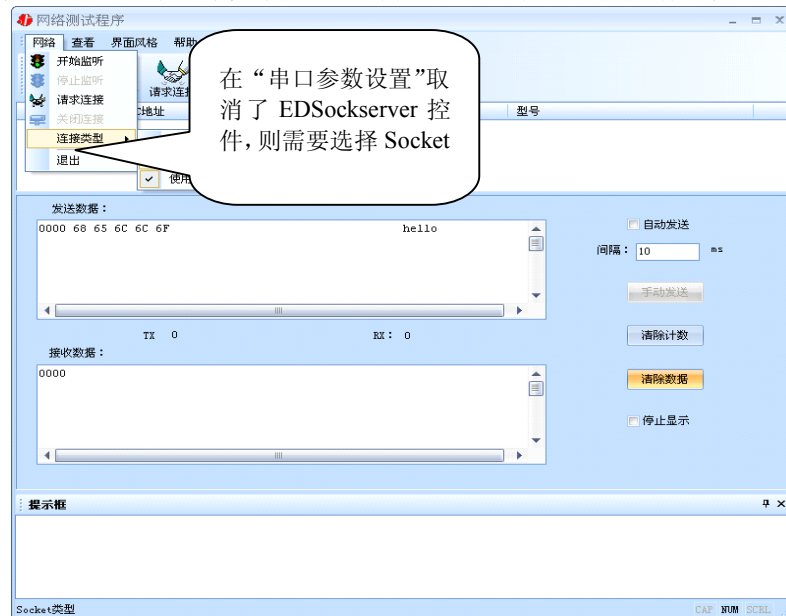 网络测试程序
网络 查看 界面风格 帮助
开始监听
停止监听
请求连接
关闭连接
连接类型
退出
请求连接
地址
型号
使用
在“串口参数设置”取
消了 EDSockserver 控
件，则需要选择 Socket
发送数据：
0000 68 65 6C 6C 6F hello
自动发送
间隔： 10 ms
手动发送
TX 0 RX： 0
清除计数
接收数据：
0000
清除数据
停止显示
提示框
Socket类型
CAP NUM SCRL